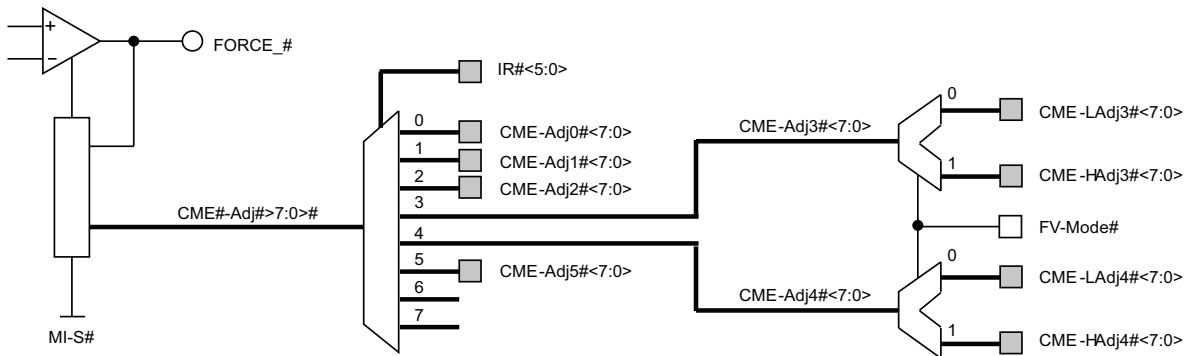 +
−
FORCE_#
IR#<5:0>
0
CME-Adj0#<7:0>
1
CME-Adj1#<7:0>
2
CME-Adj2#<7:0>
3
4
5
CME-Adj5#<7:0>
6
7
CME#-Adj#>7:0>#
MI-S#
CME-Adj3#<7:0>
0
CME-LAdj3#<7:0>
1
CME-HAdj3#<7:0>
FV-Mode#
CME-Adj4#<7:0>
0
CME-LAdj4#<7:0>
1
CME-HAdj4#<7:0>